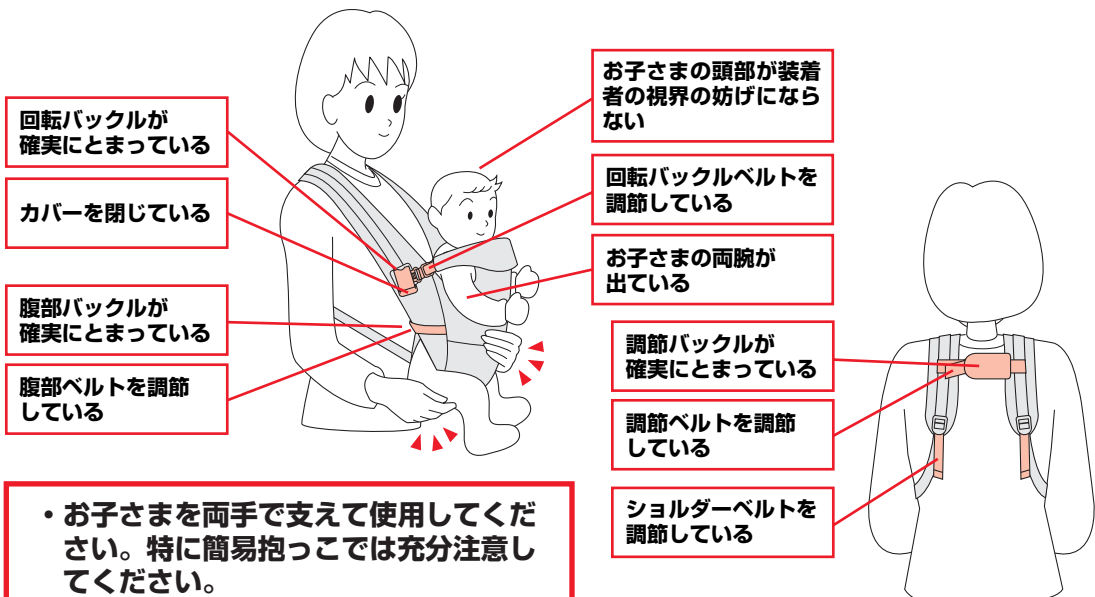 回転バックルが
確実にとまっている
カバーを閉じている
腹部バックルが
確実にとまっている
腹部ベルトを調節
している
お子さまの頭部が装着
者の視界の妨げになら
ない
回転バックルベルトを
調節している
お子さまの両腕が
出ている
調節バックルが
確実にとまっている
調節ベルトを調節
している
ショルダーベルトを
調節している
・お子さまを両手で支えて使用してくだ
さい。特に簡易抱っこでは充分注意し
てください。